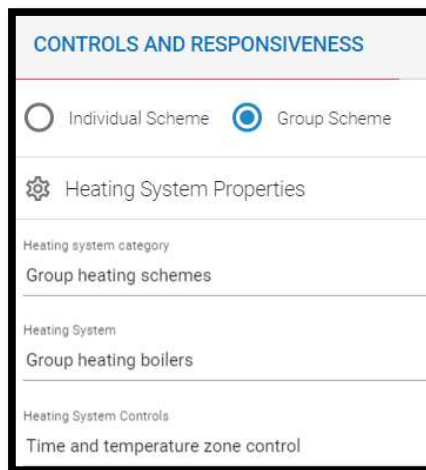 CONTROLS AND RESPONSIVENESS
Individual Scheme Group Scheme
Heating System Properties
Heating system category
Group heating schemes
Heating System
Group heating boilers
Heating System Controls
Time and temperature zone control